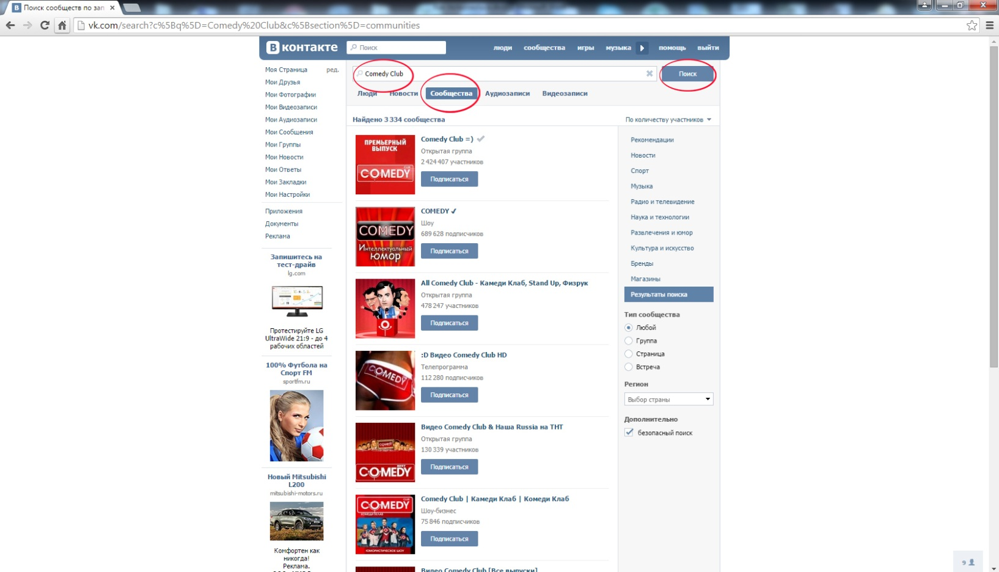 Поиск сообществ по зап
vk.com/search?c%5Bq%5D=Comedy%20Club&c%5Bsection%5D=communities
В контакте
Поиск
люди сообщества игры музыка помощь выйти
Моя Страница ред.
Мои Друзья
Мои Фотографии
Мои Видеозаписи
Мои Аудиозаписи
Мои Сообщения
Мои Группы
Мои Новости
Мои Ответы
Мои Закладки
Мои Настройки
Приложения
Документы
Реклама
Запишитесь на
тест-драйв
lg.com
Протестируйте LG
UltraWide 21:9 - до 4
рабочих областей
100% Футбола на
Спорт FM
sportfm.ru
Новый Mitsubishi
L200
mitsubishi-motors.ru
Комфортен как
никогда!
Реклама.
Comedy Club
Поиск
Люди Новости Сообщества Аудиозаписи Видеозаписи
Найдено 3 334 сообщества
По количеству участников
ПРЕМЬЕРНЫЙ
ВЫПУСК
COMEDY
CLUB
Comedy Club =)
Открытая группа
2 424 407 участников
Подписаться
COMEDY
Интеллектуальный
юмор
COMEDY ✔
Шоу
689 628 подписчиков
Подписаться
All Comedy Club - Камеди Клаб, Stand Up, Физрук
Открытая группа
478 247 участников
Подписаться
COMEDY
:D Видео Comedy Club HD
Телепрограмма
112 280 подписчиков
Подписаться
COMEDY
BEST
COMEDY
Видео Comedy Club & Наша Russia на ТНТ
Открытая группа
130 339 участников
Подписаться
COMEDY
КОМЕДИ КЛАБ
ЮМОРИСТИЧЕСКОЕ ШОУ
Comedy Club | Камеди Клаб | Комеди Клаб
Шоу-бизнес
75 846 подписчиков
Подписаться
Видео Comedy Club [Все выпуски]
Рекомендации
Новости
Спорт
Музыка
Радио и телевидение
Наука и технологии
Развлечения и юмор
Культура и искусство
Бренды
Магазины
Результаты поиска
Тип сообщества
Любой
Группа
Страница
Встреча
Регион
Выбор страны
Дополнительно
безопасный поиск
9